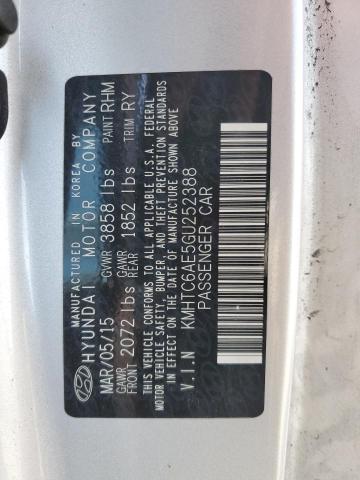 MANUFACTURED IN KOREA BY
HYUNDAI MOTOR COMPANY
MAR/05/15 GVWR 3858 lbs PAINT RHM
GAWR FRONT 2072 lbs GAWR REAR 1852 lbs TRIM RY
THIS VEHICLE CONFORMS TO ALL APPLICABLE U.S.A. FEDERAL
MOTOR VEHICLE SAFETY, BUMPER, AND THEFT PREVENTION STANDARDS
IN EFFECT ON THE DATE OF MANUFACTURE SHOWN ABOVE
V.I.N KMHTC6AE5GU252388
PASSENGER CAR